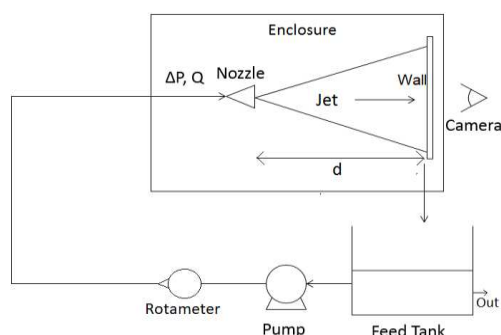 Enclosure
ΔP, Q
Nozzle
Wall
Jet
Camera
d
Rotameter
Pump
Feed Tank
Out